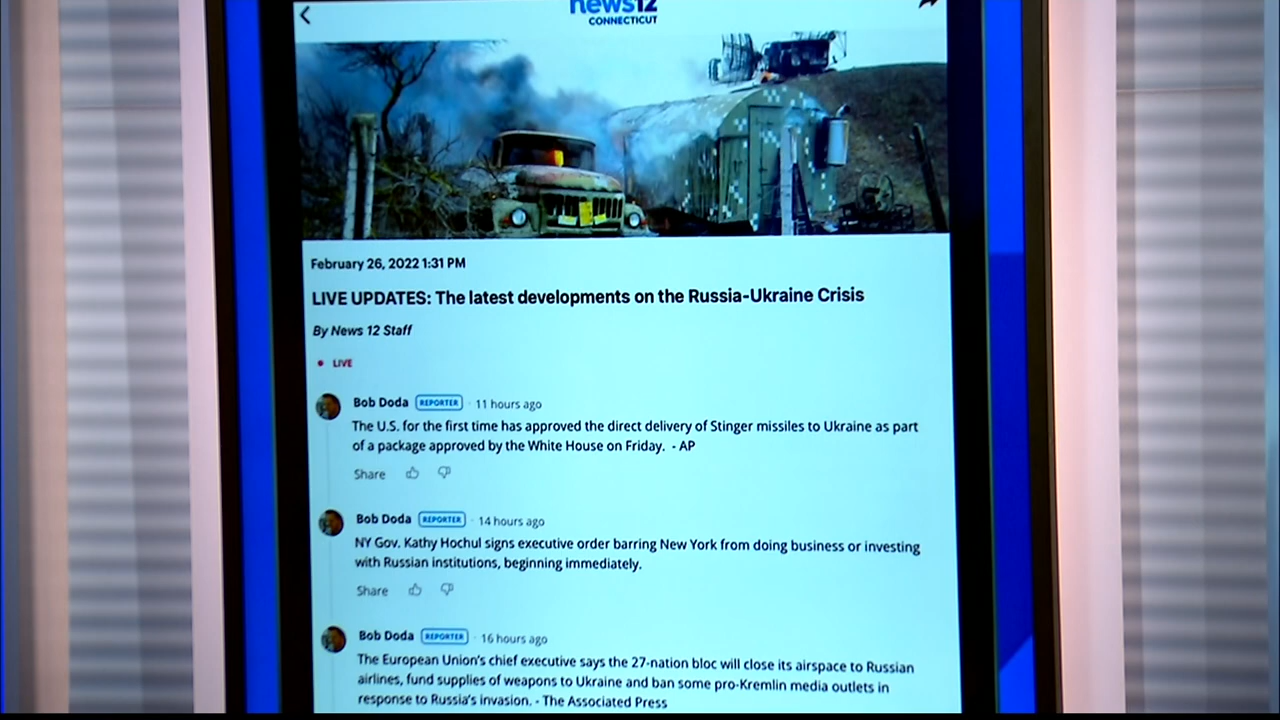 news12
CONNECTICUT
February 26, 2022 1:31 PM
LIVE UPDATES: The latest developments on the Russia-Ukraine Crisis
By News 12 Staff
LIVE
Bob Doda REPORTER · 11 hours ago
The U.S. for the first time has approved the direct delivery of Stinger missiles to Ukraine as part
of a package approved by the White House on Friday. - AP
Share
Bob Doda REPORTER · 14 hours ago
NY Gov. Kathy Hochul signs executive order barring New York from doing business or investing
with Russian institutions, beginning immediately.
Share
Bob Doda REPORTER · 16 hours ago
The European Union's chief executive says the 27-nation bloc will close its airspace to Russian
airlines, fund supplies of weapons to Ukraine and ban some pro-Kremlin media outlets in
response to Russia's invasion. - The Associated Press